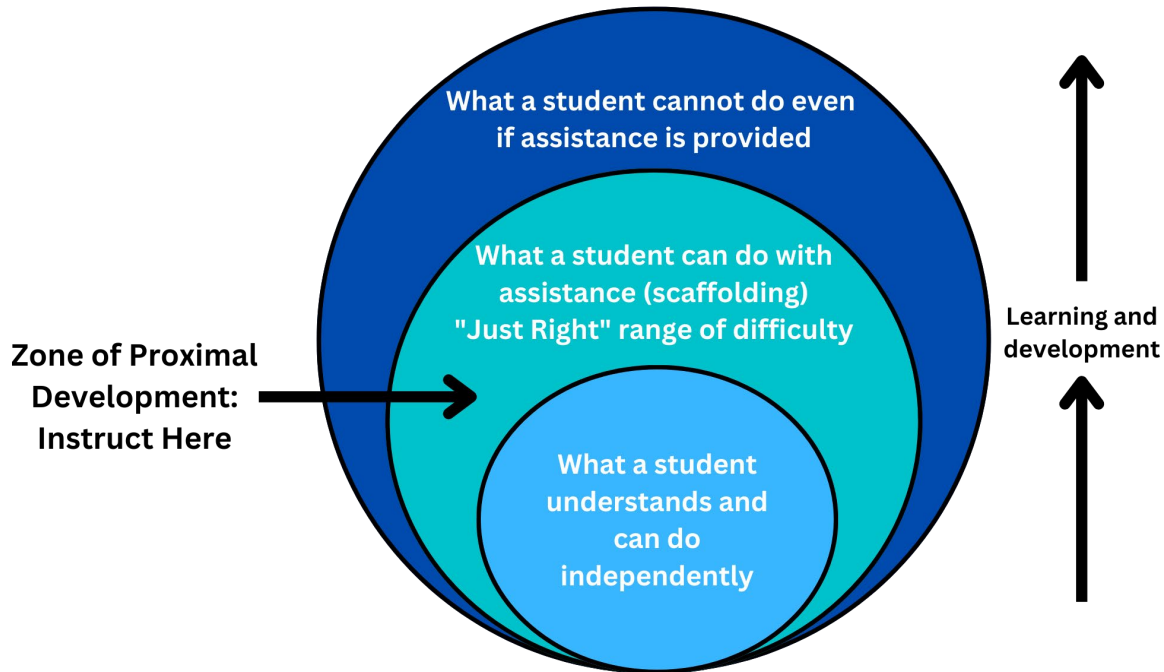 What a student cannot do even
if assistance is provided
What a student can do with
assistance (scaffolding)
"Just Right" range of difficulty
Zone of Proximal
Development:
Instruct Here
What a student
understands and
can do
independently
Learning and
development